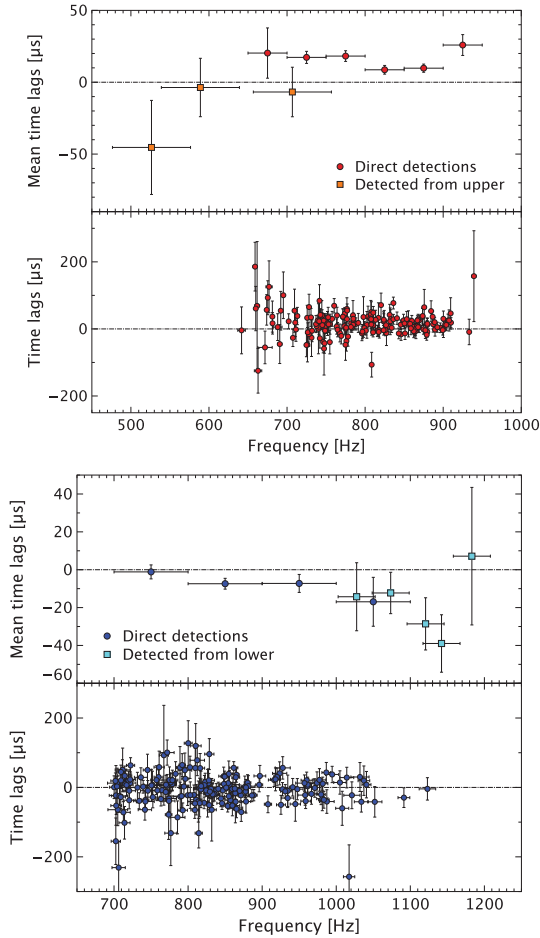 50
0
−50
Mean time lags [µs]
Direct detections
Detected from upper
200
0
−200
Time lags [µs]
500 600 700 800 900 1000
Frequency [Hz]
40
20
0
−20
−40
−60
Mean time lags [µs]
Direct detections
Detected from lower
200
0
−200
Time lags [µs]
700 800 900 1000 1100 1200
Frequency [Hz]